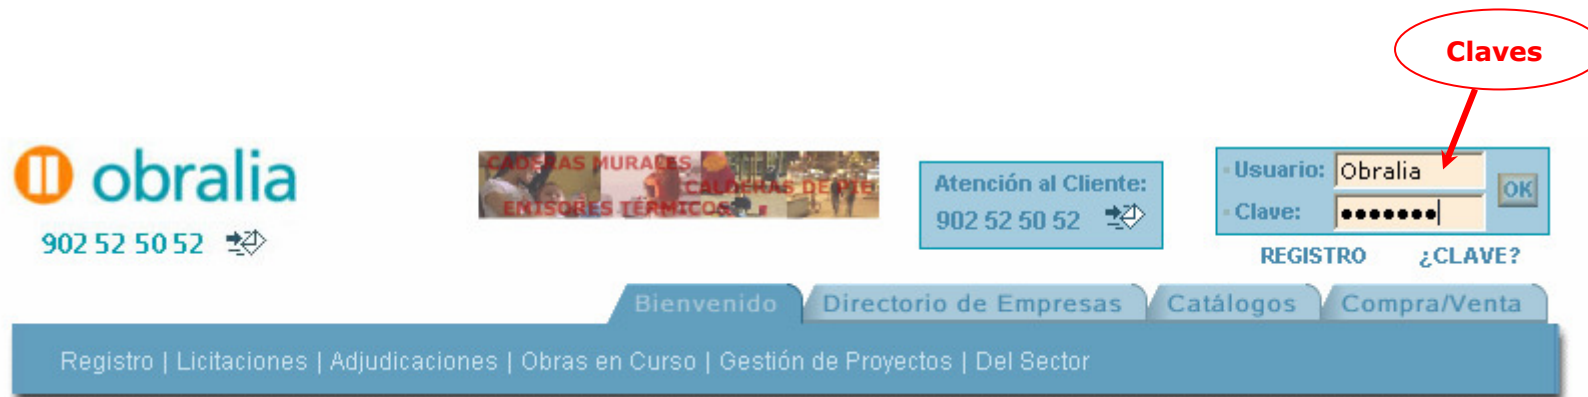 Claves
obralia
902 52 50 52
CADERAS MURALES
CALDERAS DE PIE
EMISORES TÉRMICOS
Atención al Cliente:
902 52 50 52
Usuario: Obralia
Clave: •••••••
OK
REGISTRO ¿CLAVE?
Bienvenido Directorio de Empresas Catálogos Compra/Venta
Registro | Licitaciones | Adjudicaciones | Obras en Curso | Gestión de Proyectos | Del Sector